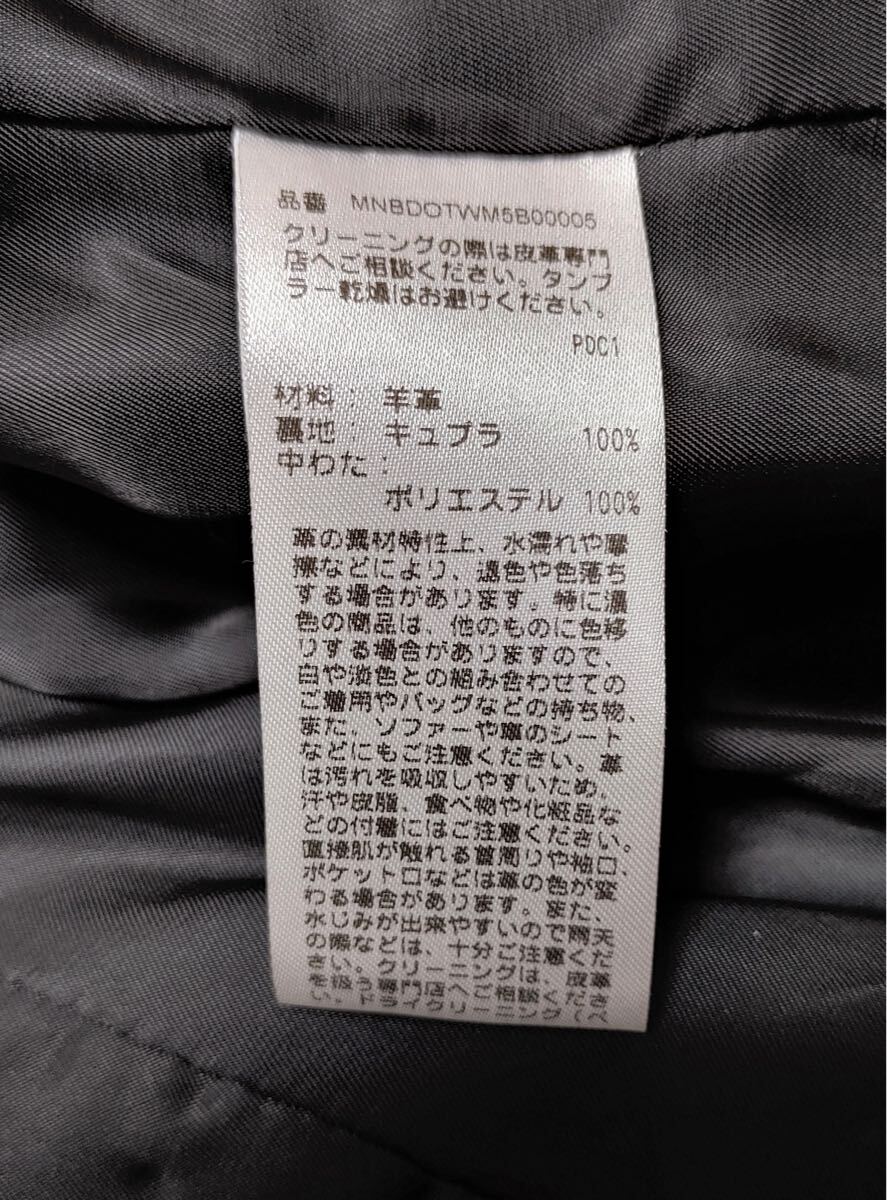 品番 MNBDOTWM5B00005
クリーニングの際は皮革専門
店へご相談ください。タンブ
ラー乾燥はお避けください。
PDC1
材料: 羊革
裏地: キュプラ 100%
中わた:
ポリエステル 100%
革の素材特性上、水濡れや摩
擦などにより、退色や色落ち
する場合があります。特に濃
色の商品は、他のものに色移
りする場合がありますので、
白や淡色との組み合わせての
ご着用やバッグなどの持ち物、
また、ソファーや車のシート
などにもご注意ください。革
は汚れを吸収しやすいため、
汗や皮脂、食べ物や化粧品な
どの付着にはご注意ください。
直接肌が触れる首周りや袖口、
ポケット口などは革の色が変
わる場合があります。また、
水じみが出来やすいので雨天
の際などは、十分ご注意くだ
さい。クリーニングは、皮革
を扱う専門店へご相談くださ
い。